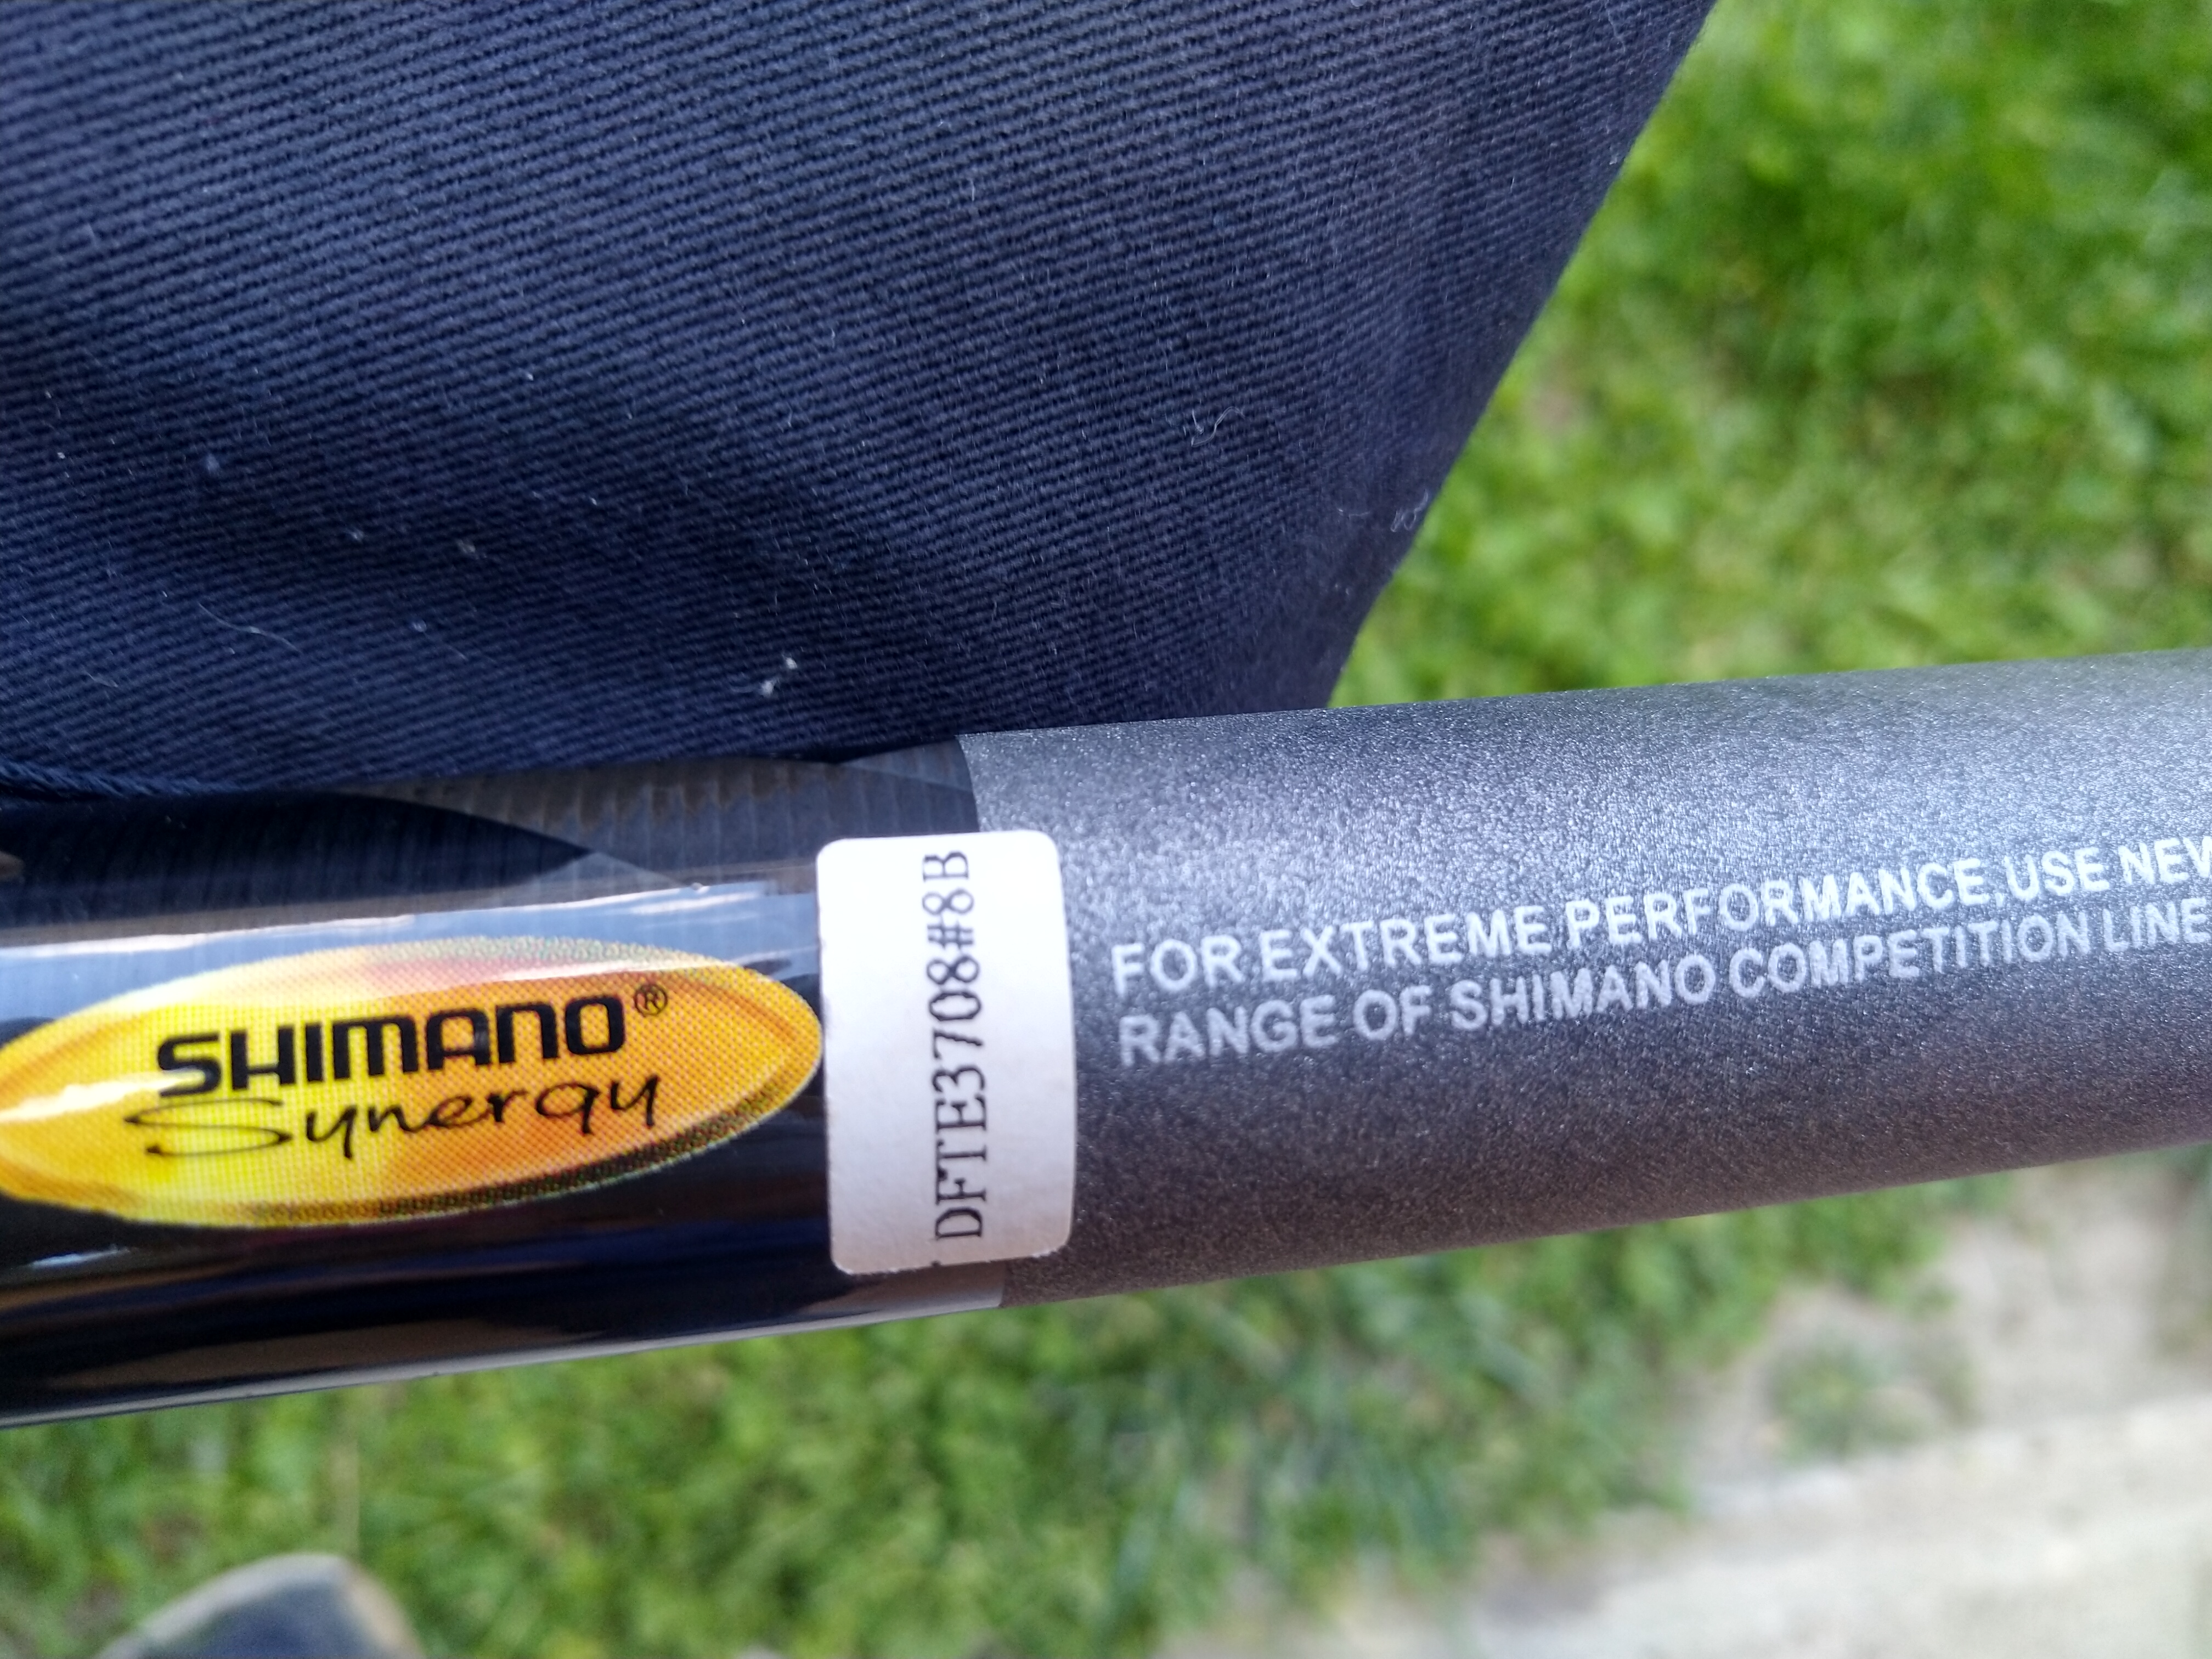 SHIMANO®
Synergy
DFTE3708#8B
FOR EXTREME PERFORMANCE,USE NEW
RANGE OF SHIMANO COMPETITION LINE